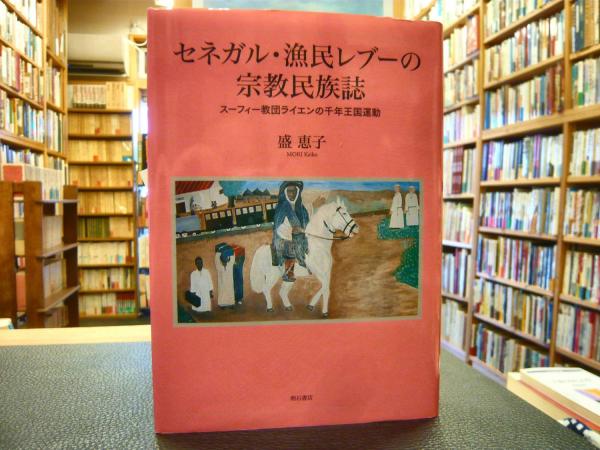 セネガル・漁民レブーの
宗教民族誌
スーフィー教団ライエンの千年王国運動
盛 恵子
MORI Keiko
明石書店